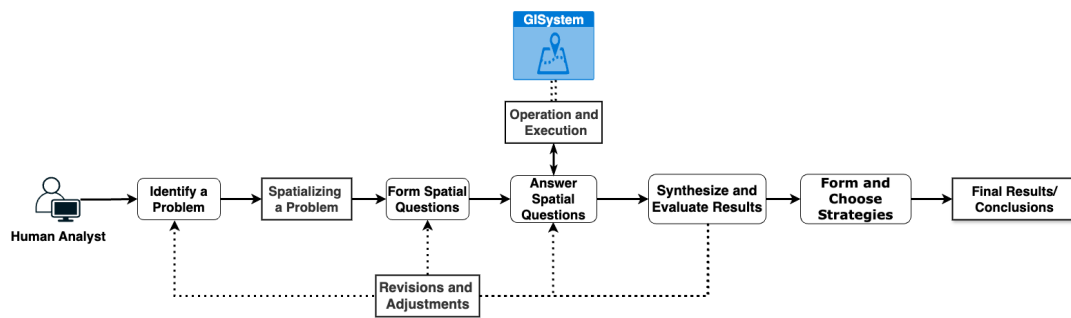 GISystem
Operation and
Execution
Human Analyst
Identify a
Problem
Spatializing
a Problem
Form Spatial
Questions
Answer
Spatial
Questions
Synthesize and
Evaluate Results
Form and
Choose
Strategies
Final Results/
Conclusions
Revisions and
Adjustments